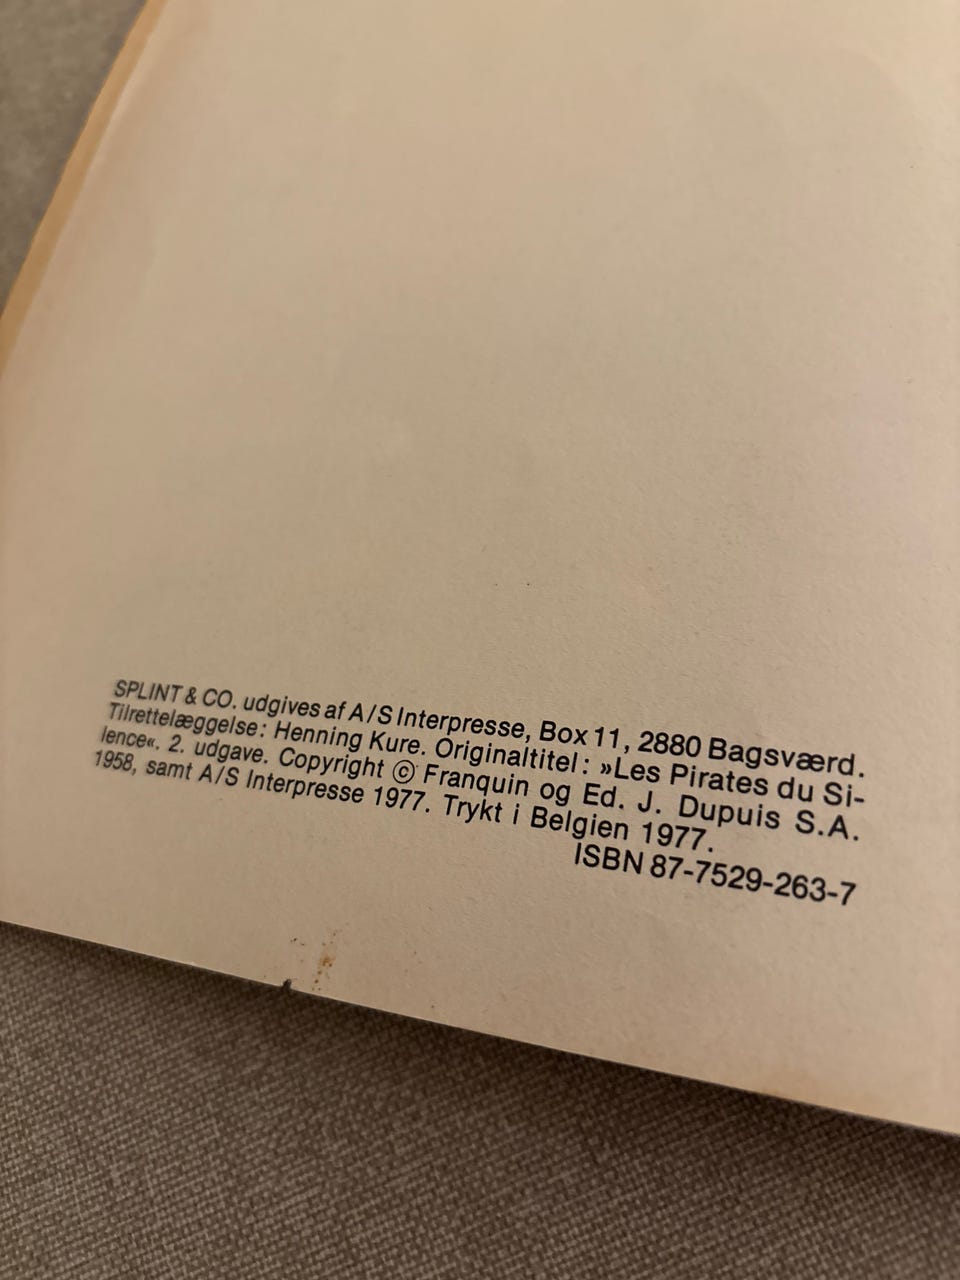 SPLINT & CO. udgives af A/S Interpresse, Box 11, 2880 Bagsværd.
Tilrettelæggelse: Henning Kure. Originaltitel: »Les Pirates du Si-
lence«. 2. udgave. Copyright © Franquin og Ed. J. Dupuis S.A.
1958, samt A/S Interpresse 1977. Trykt i Belgien 1977.
ISBN 87-7529-263-7